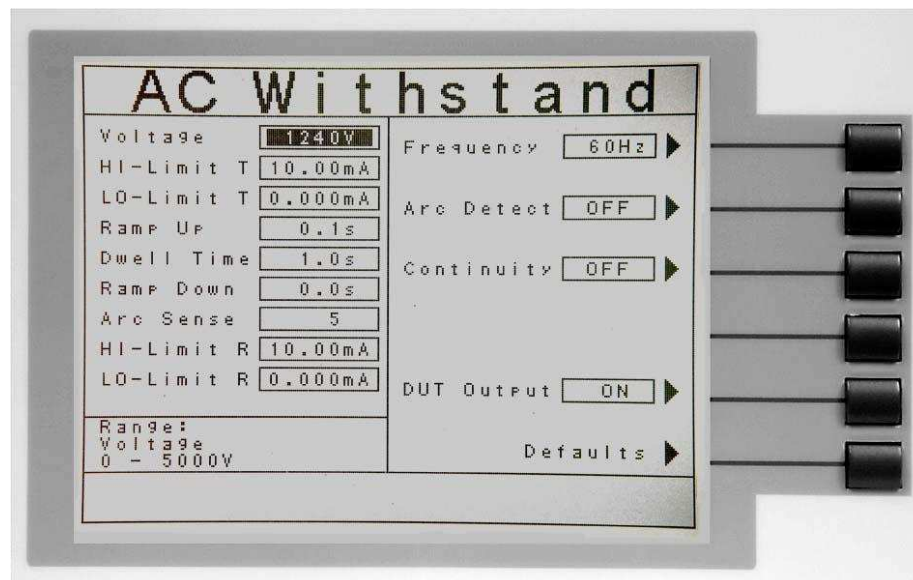 AC Withstand
Voltage 1240V
HI-Limit T 10.00mA
LO-Limit T 0.000mA
Ramp Up 0.1s
Dwell Time 1.0s
Ramp Down 0.0s
Arc Sense 5
HI-Limit R 10.00mA
LO-Limit R 0.000mA
Range:
Voltage
0 - 5000V
Frequency 60Hz
Arc Detect OFF
Continuity OFF
DUT Output ON
Defaults